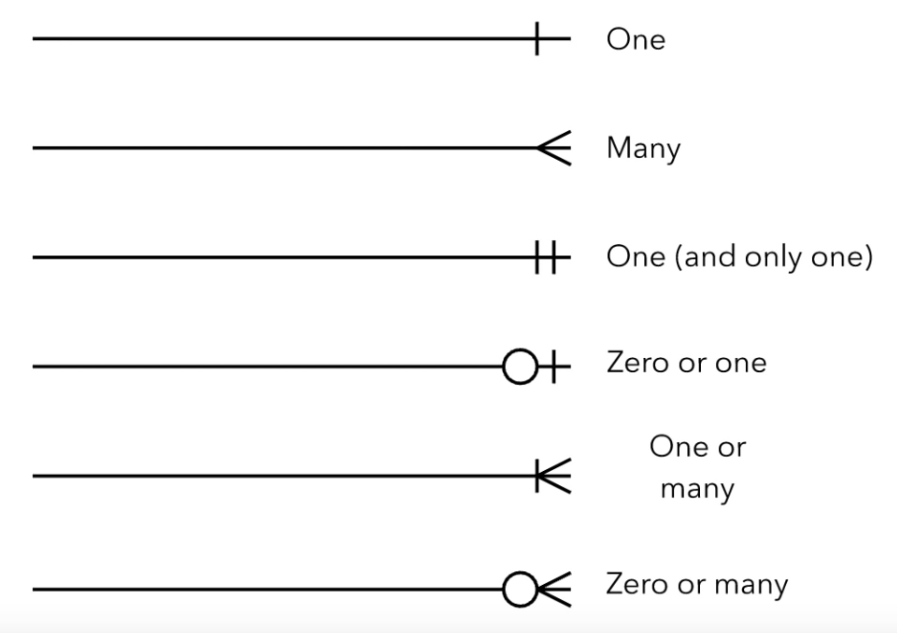 One
Many
One (and only one)
Zero or one
One or
many
Zero or many